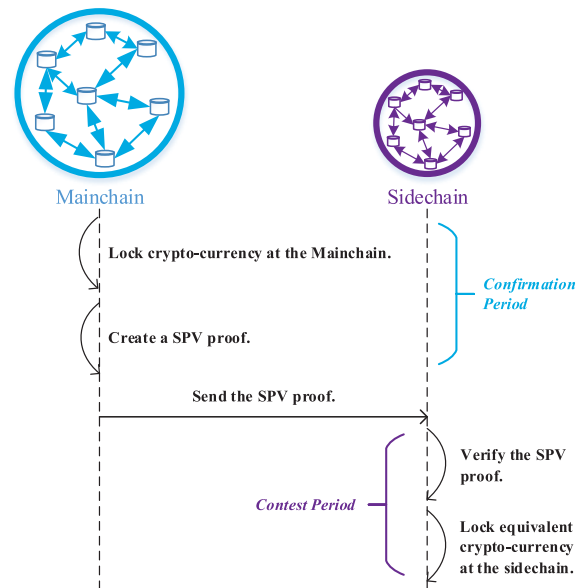 Mainchain
Sidechain
Lock crypto-currency at the Mainchain.
Confirmation
Period
Create a SPV proof.
Send the SPV proof.
Verify the SPV
proof.
Contest Period
Lock equivalent
crypto-currency
at the sidechain.